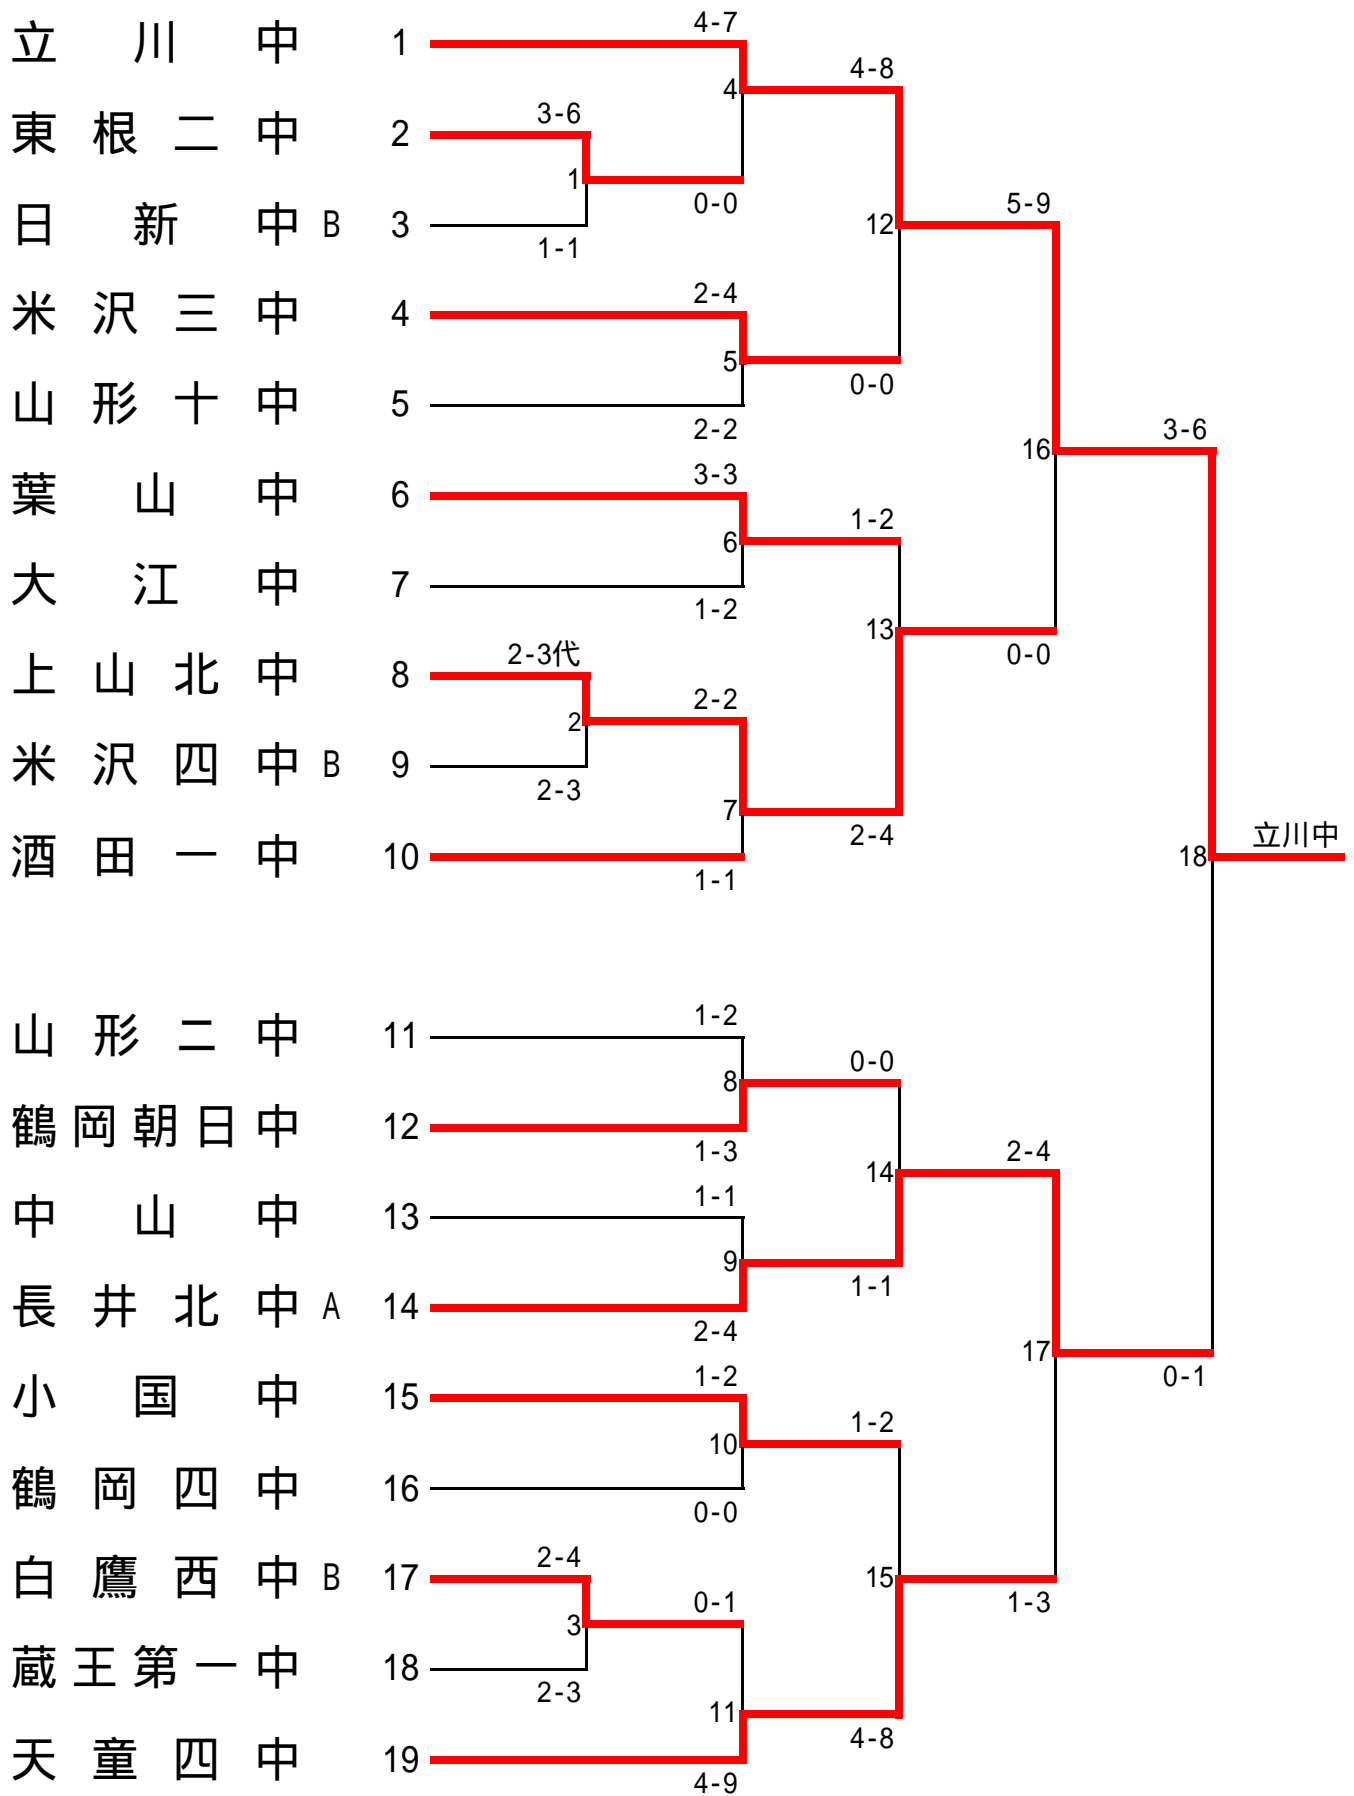 立川中 1
4-7
4
4-8
東根二中 2
3-6
1
0-0
日新中 B 3
1-1
12
5-9
米沢三中 4
2-4
5
0-0
山形十中 5
2-2
16
3-6
葉山中 6
3-3
6
1-2
大江中 7
1-2
13
0-0
上山北中 8
2-3代
2
2-2
米沢四中 B 9
2-3
7
2-4
酒田一中 10
1-1
18
立川中
山形二中 11
1-2
8
0-0
鶴岡朝日中 12
1-3
14
2-4
中山中 13
1-1
9
1-1
長井北中 A 14
2-4
17
0-1
小国中 15
1-2
10
1-2
鶴岡四中 16
0-0
15
1-3
白鷹西中 B 17
2-4
3
0-1
蔵王第一中 18
2-3
11
4-8
天童四中 19
4-9